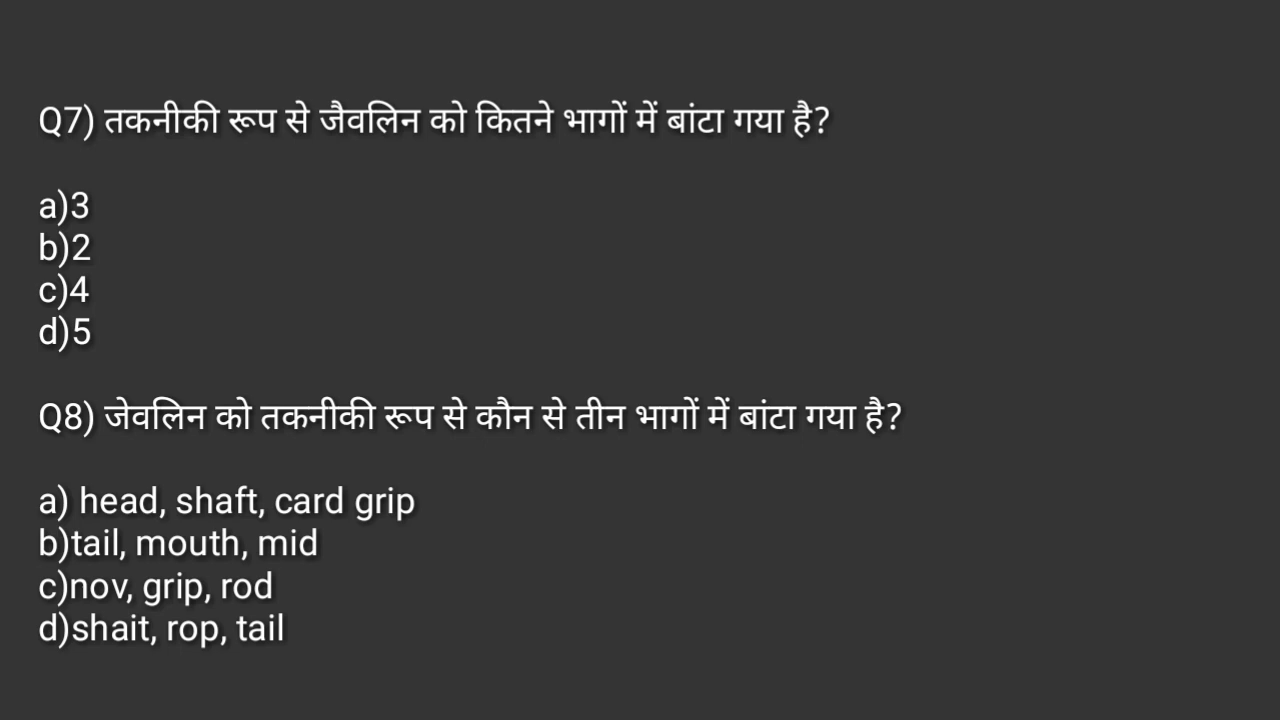 Q7) तकनीकी रूप से जैवलिन को कितने भागों में बांटा गया है?
a)3
b)2
c)4
d)5
Q8) जेवलिन को तकनीकी रूप से कौन से तीन भागों में बांटा गया है?
a) head, shaft, card grip
b)tail, mouth, mid
c)nov, grip, rod
d)shait, rop, tail